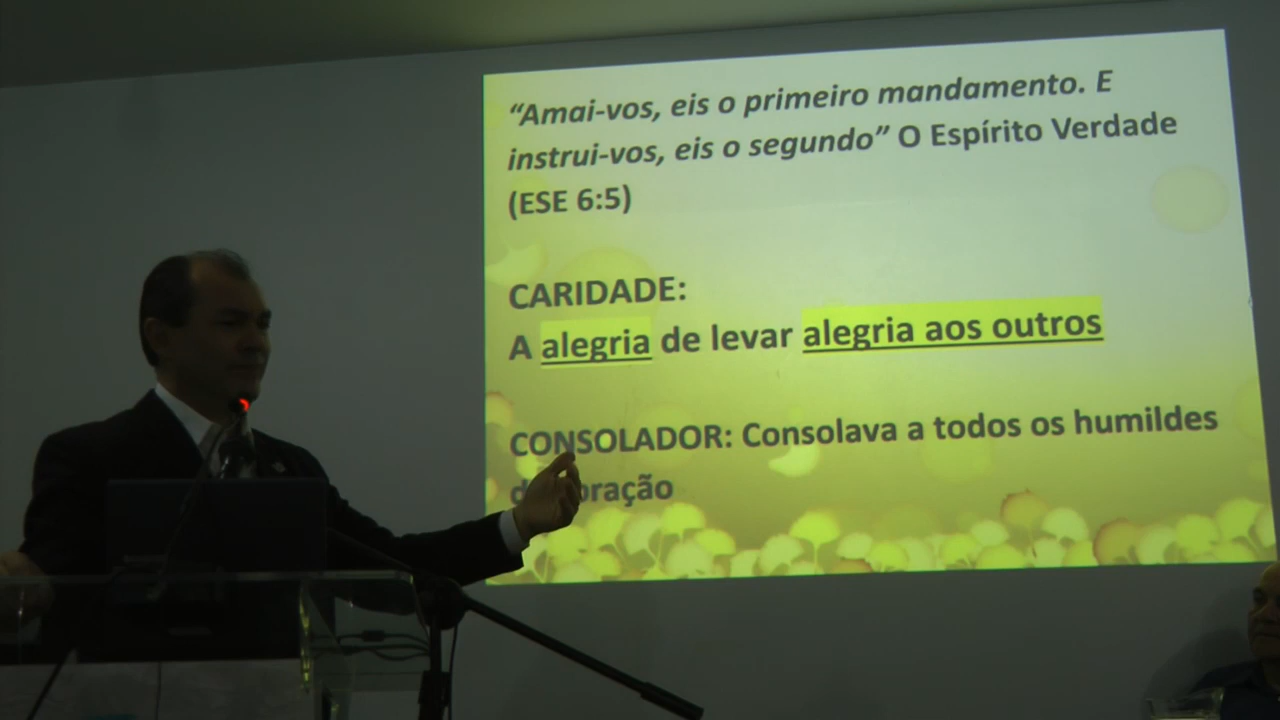 “Amai-vos, eis o primeiro mandamento. E
instrui-vos, eis o segundo” O Espírito Verdade
(ESE 6:5)
CARIDADE:
A alegria de levar alegria aos outros
CONSOLADOR: Consolava a todos os humildes